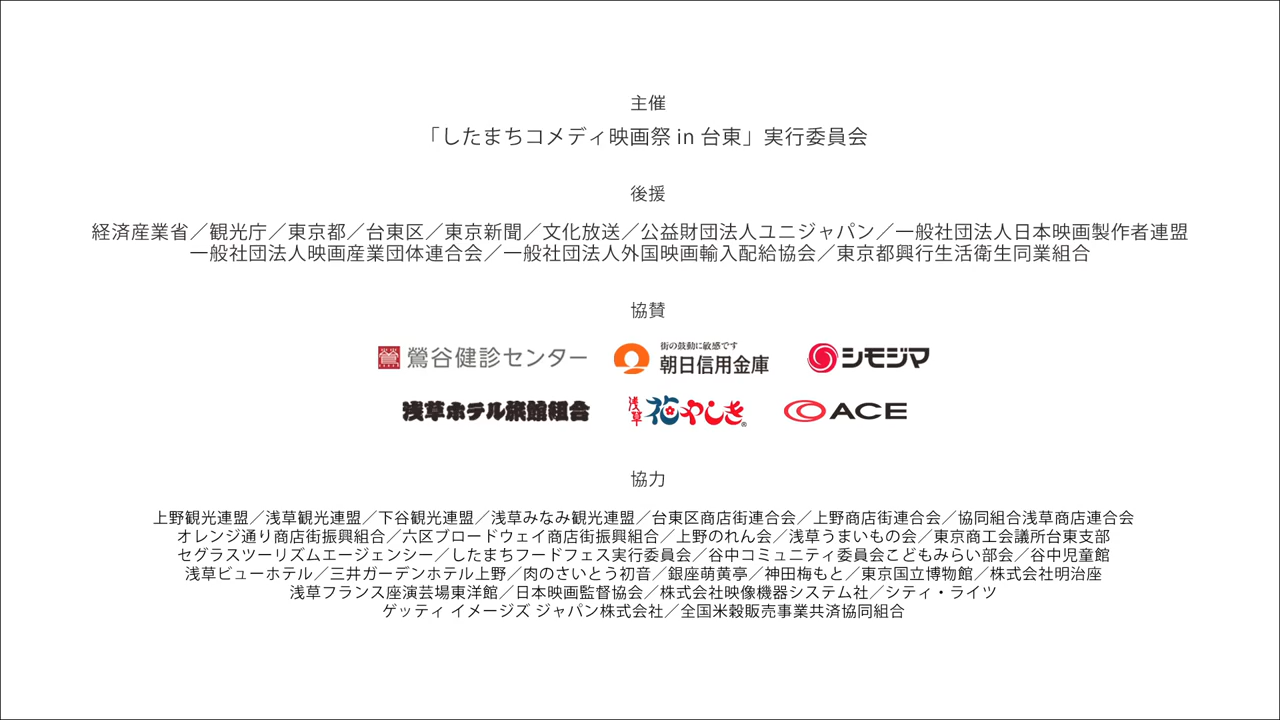 主催
「したまちコメディ映画祭 in 台東」実行委員会
後援
経済産業省／観光庁／東京都／台東区／東京新聞／文化放送／公益財団法人ユニジャパン／一般社団法人日本映画製作者連盟
一般社団法人映画産業団体連合会／一般社団法人外国映画輸入配給協会／東京都興行生活衛生同業組合
協賛
鶯谷健診センター
街の鼓動に敏感です
朝日信用金庫
シモジマ
浅草ホテル旅館組合
浅草 花やしき®
ACE
協力
上野観光連盟／浅草観光連盟／下谷観光連盟／浅草みなみ観光連盟／台東区商店街連合会／上野商店街連合会／協同組合浅草商店連合会
オレンジ通り商店街振興組合／六区ブロードウェイ商店街振興組合／上野のれん会／浅草うまいもの会／東京商工会議所台東支部
セグラスツーリズムエージェンシー／したまちフードフェス実行委員会／谷中コミュニティ委員会こどもみらい部会／谷中児童館
浅草ビューホテル／三井ガーデンホテル上野／肉のさいとう初音／銀座萌黄亭／神田梅もと／東京国立博物館／株式会社明治座
浅草フランス座演芸場東洋館／日本映画監督協会／株式会社映像機器システム社／シティ・ライツ
ゲッティ イメージズ ジャパン株式会社／全国米穀販売事業共済協同組合